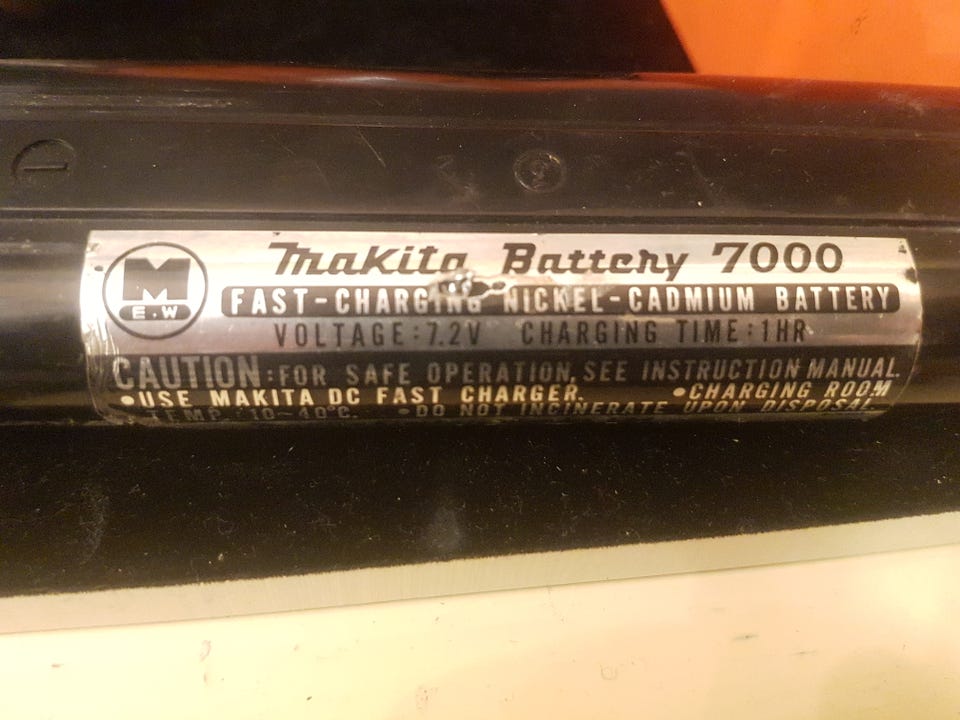 Makita Battery 7000
M
E.W
FAST-CHARGING NICKEL-CADMIUM BATTERY
VOLTAGE:7.2V CHARGING TIME:1HR
CAUTION:FOR SAFE OPERATION, SEE INSTRUCTION MANUAL.
•USE MAKITA DC FAST CHARGER. •CHARGING ROOM
TEMP. 10~40°C. •DO NOT INCINERATE UPON DISPOSAL